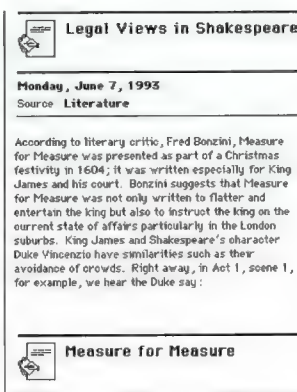 Legal Views in Shakespeare
Monday, June 7, 1993
Source Literature
According to literary critic, Fred Bonzini, Measure
for Measure was presented as part of a Christmas
festivity in 1604; it was written especially for King
James and his court. Bonzini suggests that Measure
for Measure was not only written to flatter and
entertain the king but also to instruct the king on the
current state of affairs particularly in the London
suburbs. King James and Shakespeare's character
Duke Vincenzio have similarities such as their
avoidance of crowds. Right away, in Act 1, scene 1,
for example, we hear the Duke say:
Measure for Measure